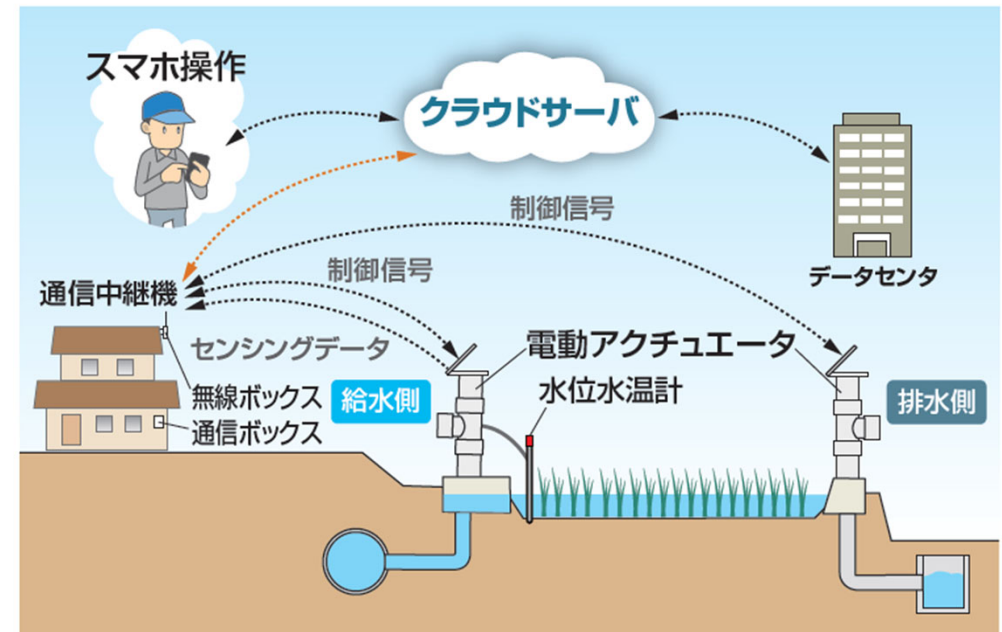 スマホ操作
クラウドサーバ
データセンタ
制御信号
制御信号
通信中継機
センシングデータ
無線ボックス
通信ボックス
給水側
電動アクチュエータ
水位水温計
排水側